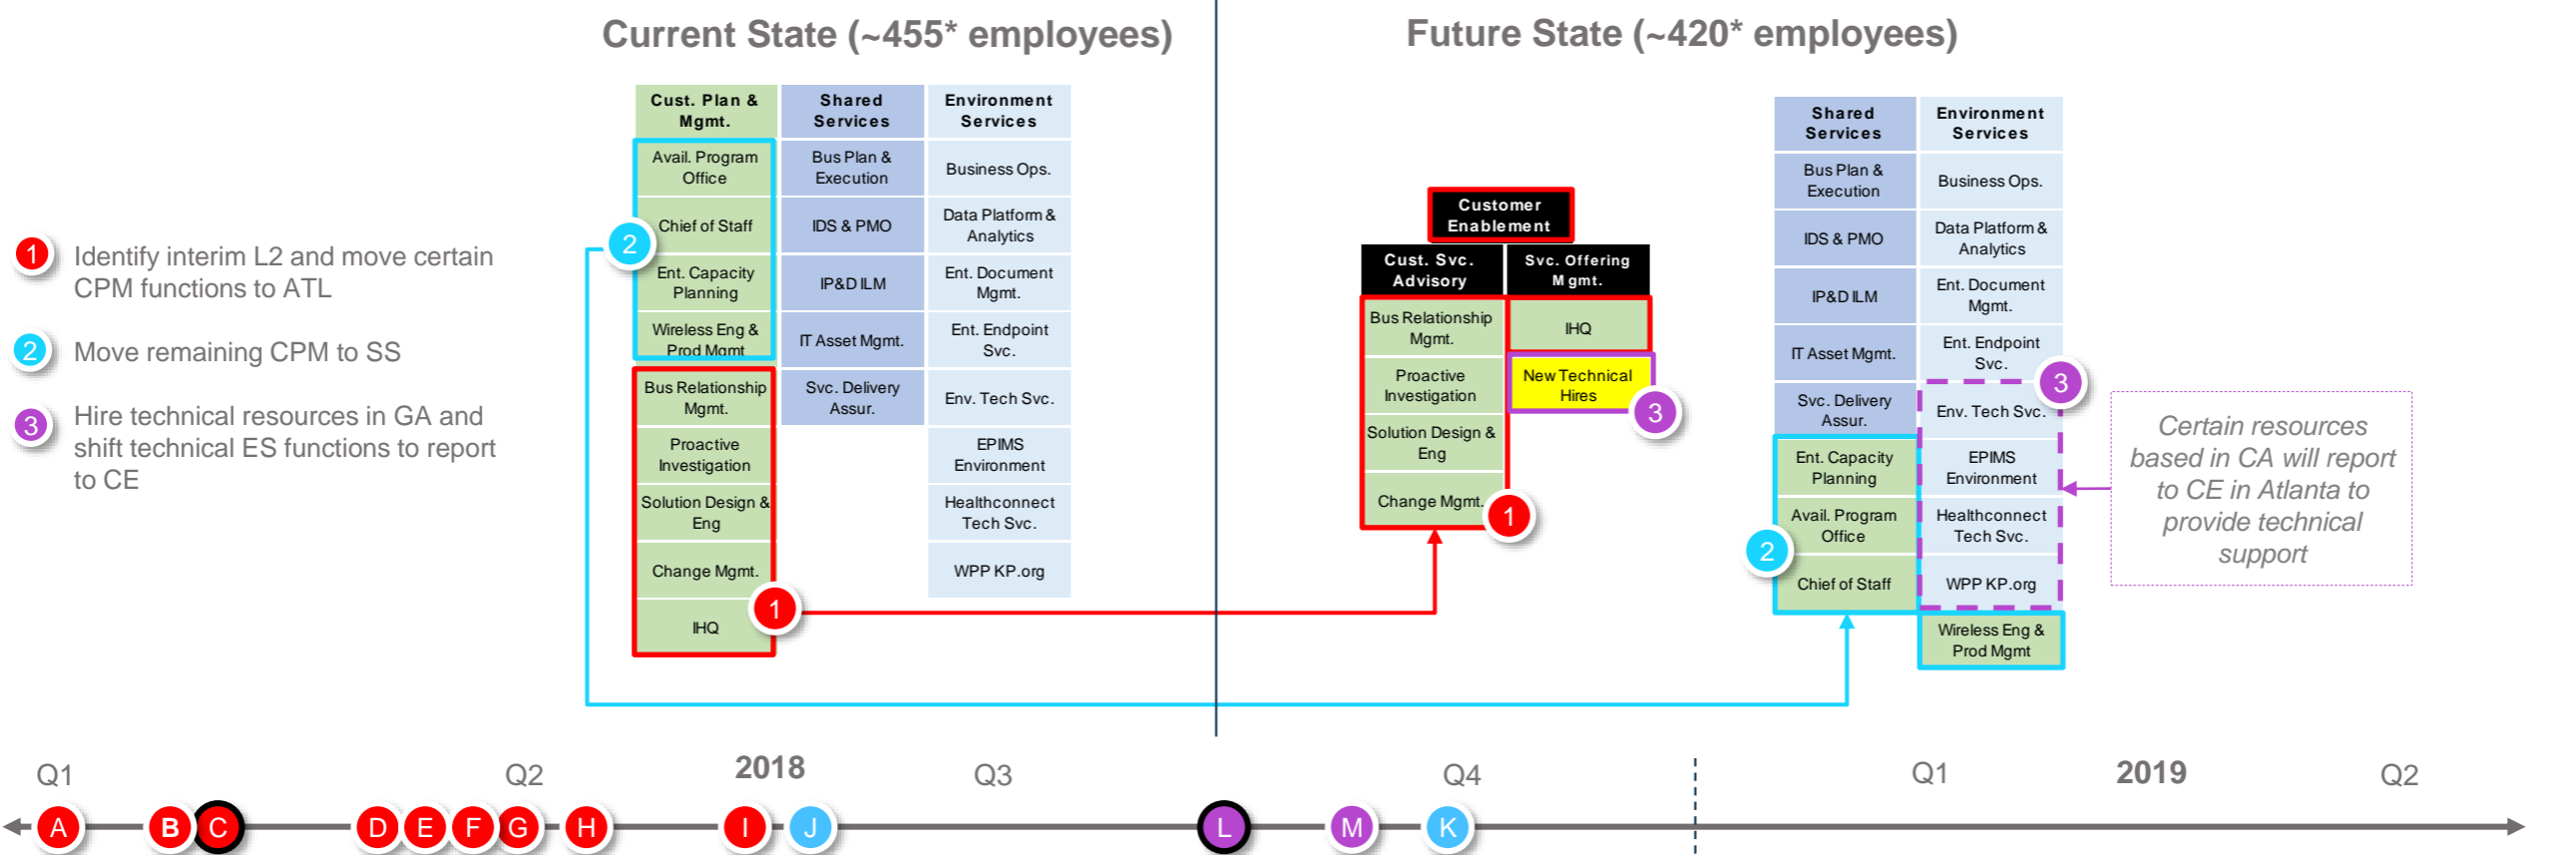 Current State (~455* employees)
Future State (~420* employees)
1
Identify interim L2 and move certain
CPM functions to ATL
2
Move remaining CPM to SS
3
Hire technical resources in GA and
shift technical ES functions to report
to CE
Cust. Plan &
Mgmt.
Avail. Program
Office
Chief of Staff
2
Ent. Capacity
Planning
Wireless Eng &
Prod Mgmt
Bus Relationship
Mgmt.
Proactive
Investigation
Solution Design &
Eng
Change Mgmt.
1
IHQ
Shared
Services
Bus Plan &
Execution
IDS & PMO
IP&D ILM
IT Asset Mgmt.
Svc. Delivery
Assur.
Environment
Services
Business Ops.
Data Platform &
Analytics
Ent. Document
Mgmt.
Ent. Endpoint
Svc.
Env. Tech Svc.
EPIMS
Environment
Healthconnect
Tech Svc.
WPP KP.org
Customer
Enablement
Cust. Svc.
Advisory
Bus Relationship
Mgmt.
Proactive
Investigation
Solution Design &
Eng
Change Mgmt.
1
Svc. Offering
Mgmt.
IHQ
New Technical
Hires
3
Shared
Services
Bus Plan &
Execution
IDS & PMO
IP&D ILM
IT Asset Mgmt.
Svc. Delivery
Assur.
Ent. Capacity
Planning
Avail. Program
Office
2
Chief of Staff
Environment
Services
Business Ops.
Data Platform &
Analytics
Ent. Document
Mgmt.
Ent. Endpoint
Svc.
3
Env. Tech Svc.
EPIMS
Environment
Healthconnect
Tech Svc.
WPP KP.org
Wireless Eng &
Prod Mgmt
Certain resources
based in CA will report
to CE in Atlanta to
provide technical
support
Q1 Q2 2018 Q3 Q4 Q1 2019 Q2
A B C D E F G H I J L M K